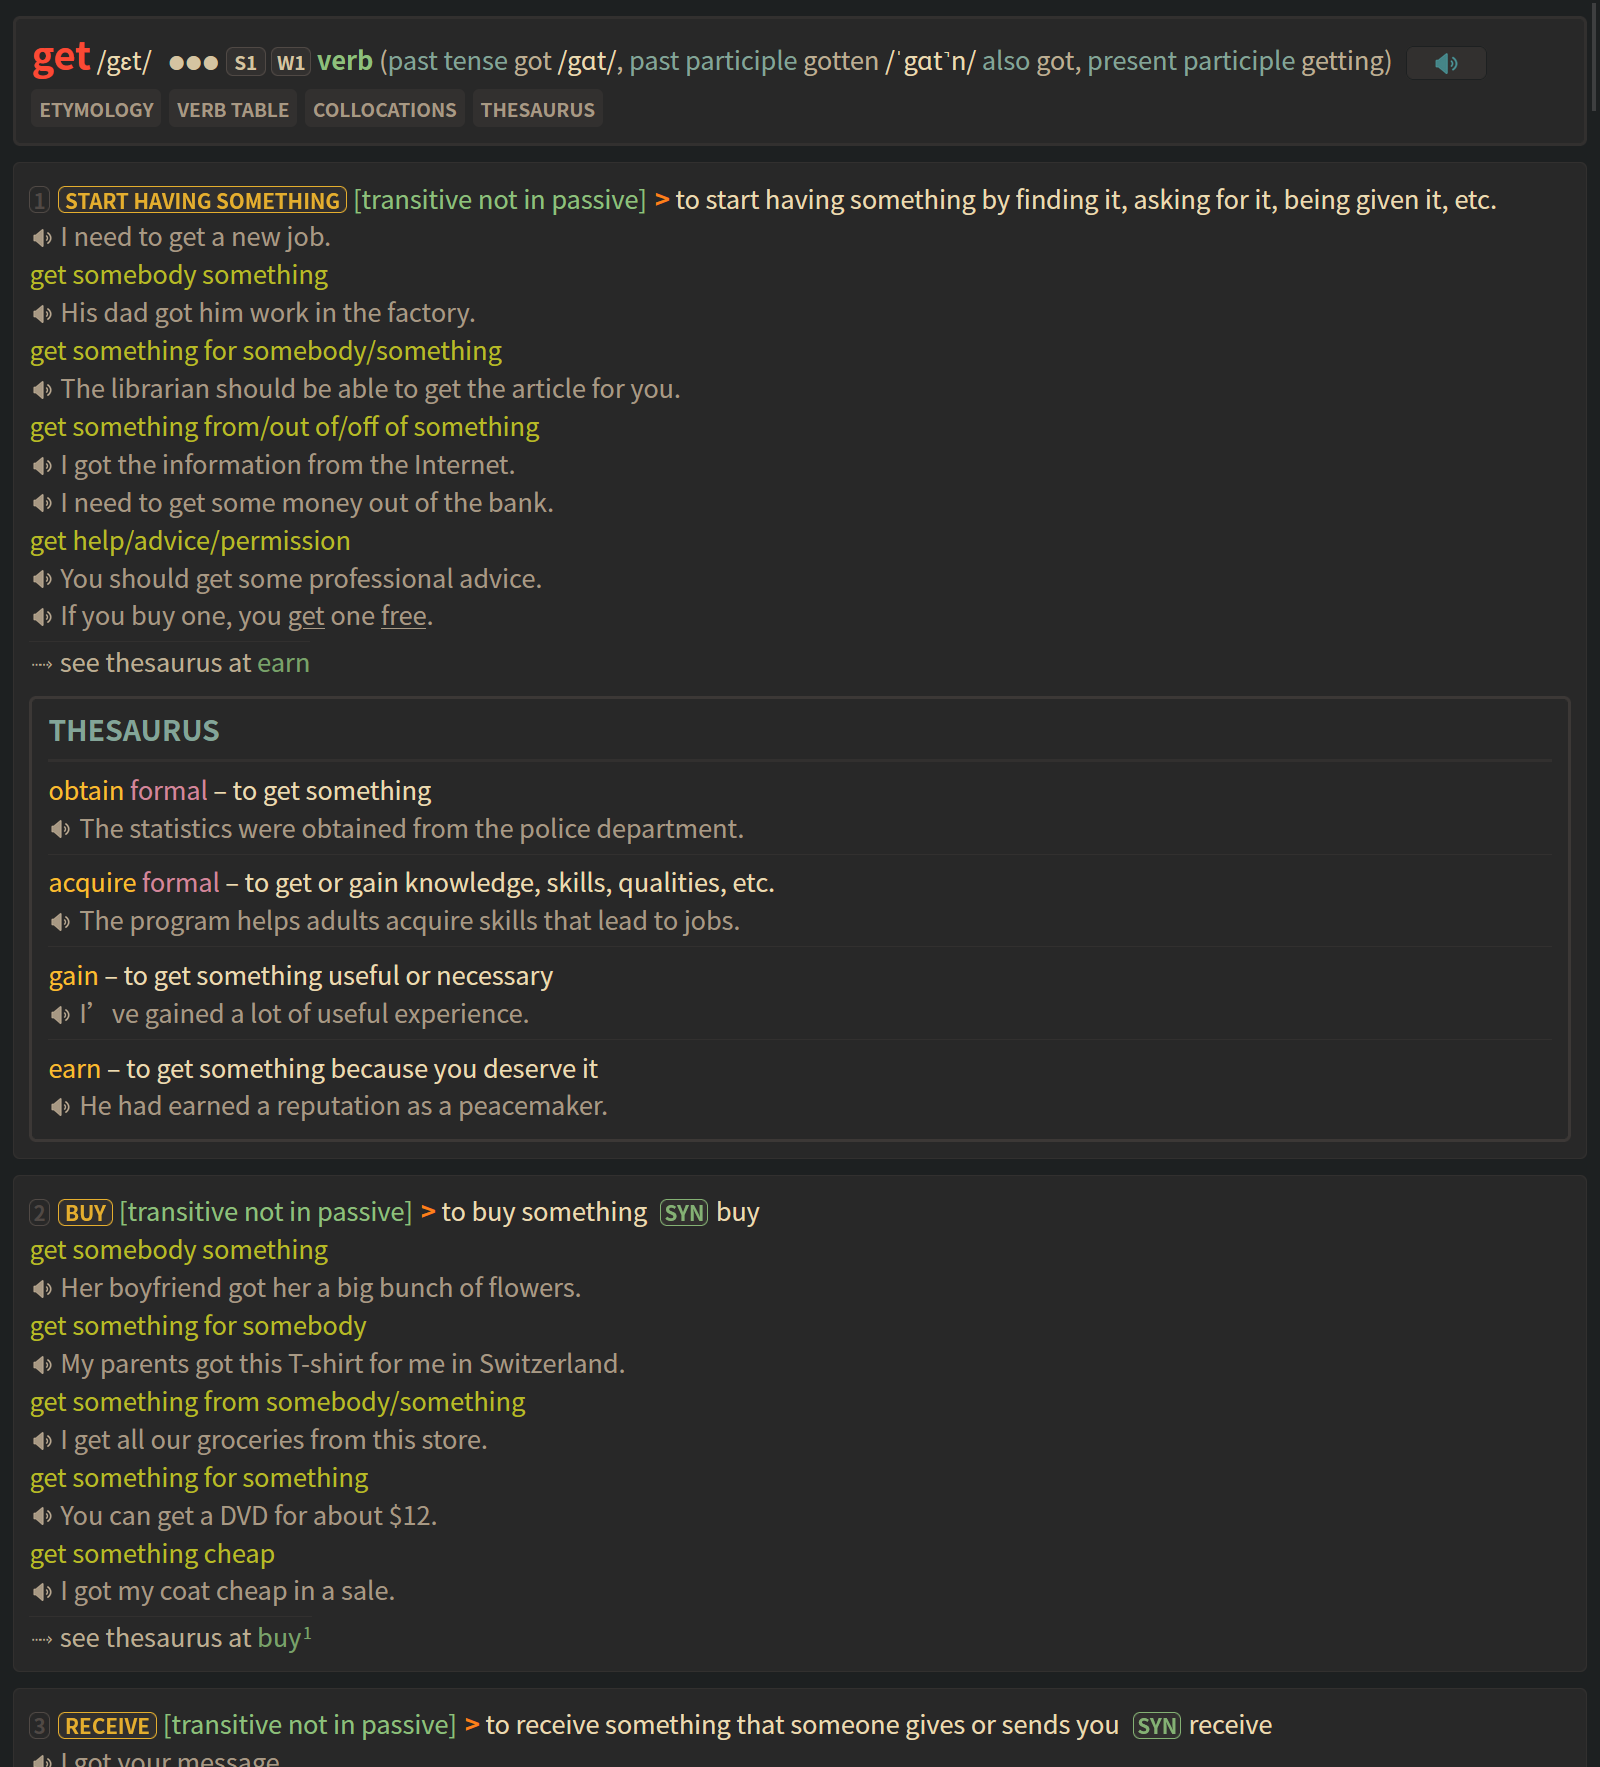 get /gɛt/ ●●● S1 W1 verb (past tense got /gɑt/, past participle gotten /ˈgɑtˈn/ also got, present participle getting)
ETYMOLOGY VERB TABLE COLLOCATIONS THESAURUS
1 START HAVING SOMETHING [transitive not in passive] > to start having something by finding it, asking for it, being given it, etc.
I need to get a new job.
get somebody something
His dad got him work in the factory.
get something for somebody/something
The librarian should be able to get the article for you.
get something from/out of/off of something
I got the information from the Internet.
I need to get some money out of the bank.
get help/advice/permission
You should get some professional advice.
If you buy one, you get one free.
see thesaurus at earn
THESAURUS
obtain formal – to get something
The statistics were obtained from the police department.
acquire formal – to get or gain knowledge, skills, qualities, etc.
The program helps adults acquire skills that lead to jobs.
gain – to get something useful or necessary
I’ve gained a lot of useful experience.
earn – to get something because you deserve it
He had earned a reputation as a peacemaker.
2 BUY [transitive not in passive] > to buy something SYN buy
get somebody something
Her boyfriend got her a big bunch of flowers.
get something for somebody
My parents got this T-shirt for me in Switzerland.
get something from somebody/something
I get all our groceries from this store.
get something for something
You can get a DVD for about $12.
get something cheap
I got my coat cheap in a sale.
see thesaurus at buy¹
3 RECEIVE [transitive not in passive] > to receive something that someone gives or sends you SYN receive
I got your message.